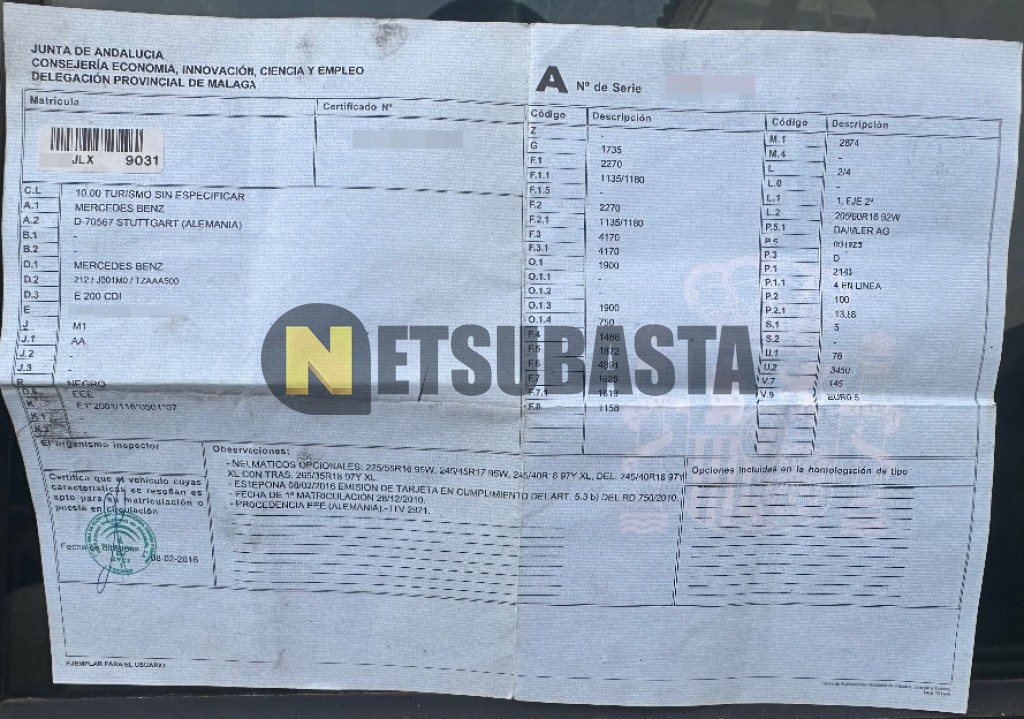 JUNTA DE ANDALUCIA
CONSEJERÍA ECONOMIA, INNOVACIÓN, CIENCIA Y EMPLEO
DELEGACIÓN PROVINCIAL DE MALAGA
A Nº de Serie
Matrícula
Certificado Nº
JLX 9031
C.L 10.00 TURISMO SIN ESPECIFICAR
A.1 MERCEDES BENZ
A.2 D-70567 STUTTGART (ALEMANIA)
B.1 -
B.2
D.1 MERCEDES BENZ
D.2
D.3 E 200 CDI
E
J M1
J.1 AA
J.2 -
J.3 -
R NEGRO
ECE
K E1*2001/116*0501*07
K.1 -
K.2 -
Código Descripción
Z -
G 1735
F.1 2270
F.1.1 1135/1180
F.1.5 -
F.2 2270
F.2.1 1135/1180
F.3 4170
F.3.1 4170
O.1 1900
O.1.1 -
O.1.2
O.1.3 1900
O.1.4 750
F.4
F.5 1872
F.6 4891
F.7 1625
F.7.1 1619
F.8 1158
Código Descripción
M.1 2874
M.4 -
L 2/4
L.0 -
L.1 1. EJE 2ª
L.2 205/60R16 92W
P.5.1 DAIMLER AG
P.5
P.3 D
P.1 2143
P.1.1 4 EN LINEA
P.2 100
P.2.1
S.1 5
S.2 -
U.1 76
U.2 3450
V.7 145
V.9 EURO 5
NETSUBASTA
El organismo inspector
Certifica que el vehículo cuyas
características se reseñan es
apto para su matriculación o
puesta en circulación
08-02-2016
Observaciones:
- NEUMATICOS OPCIONALES: 225/55R16 95W, 245/45R17 95W, 245/40R18 97Y XL, DEL. 245/40R18 97Y
XL CON TRAS. 265/35R18 97Y XL
- ESTEPONA 08/02/2016 EMISION DE TARJETA EN CUMPLIMIENTO DEL ART. 5.3 b) DEL RD 750/2010.
- FECHA DE 1ª MATRICULACION 28/12/2010.
- PROCEDENCIA EEE (ALEMANIA).- ITV 2971.
Opciones incluidas en la homologación de tipo
EJEMPLAR PARA EL USUARIO